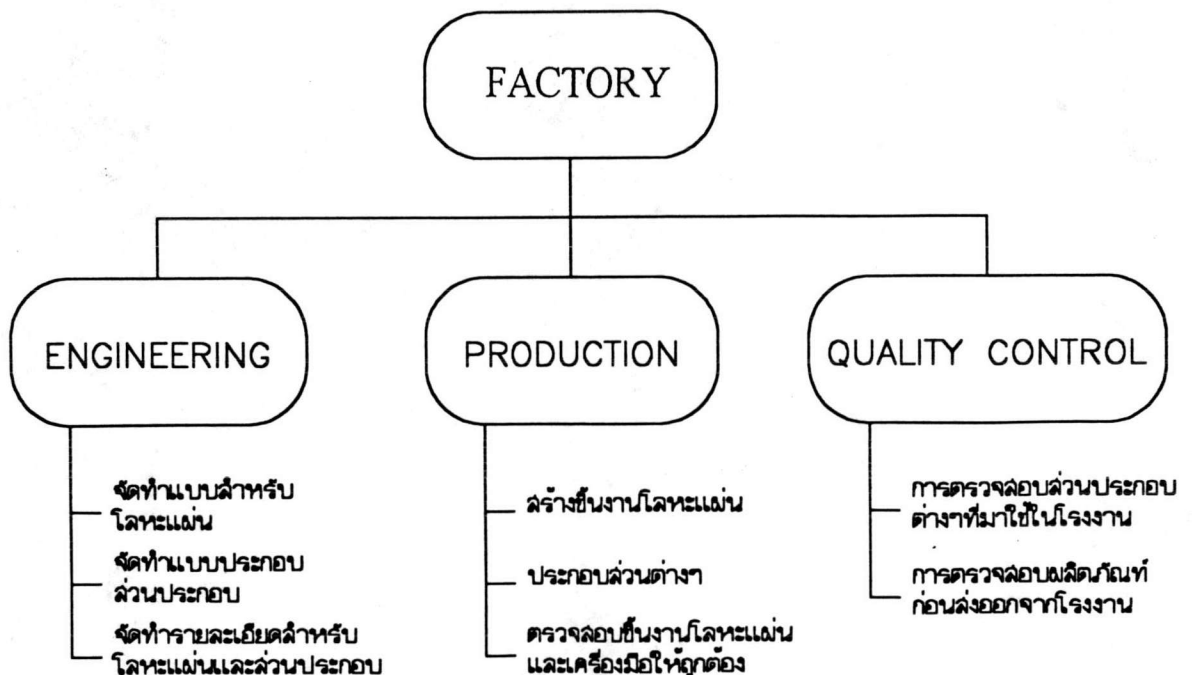 FACTORY
ENGINEERING
จัดทำแบบสำหรับ
โลหะแผ่น
จัดทำแบบประกอบ
ส่วนประกอบ
จัดทำรายละเอียดสำหรับ
โลหะแผ่นและส่วนประกอบ
PRODUCTION
สร้างชิ้นงานโลหะแผ่น
ประกอบส่วนต่างๆ
ตรวจสอบชิ้นงานโลหะแผ่น
และเครื่องมือให้ถูกต้อง
QUALITY CONTROL
การตรวจสอบส่วนประกอบ
ต่างๆที่มาใช้ในโรงงาน
การตรวจสอบผลิตภัณฑ์
ก่อนส่งออกจากโรงงาน